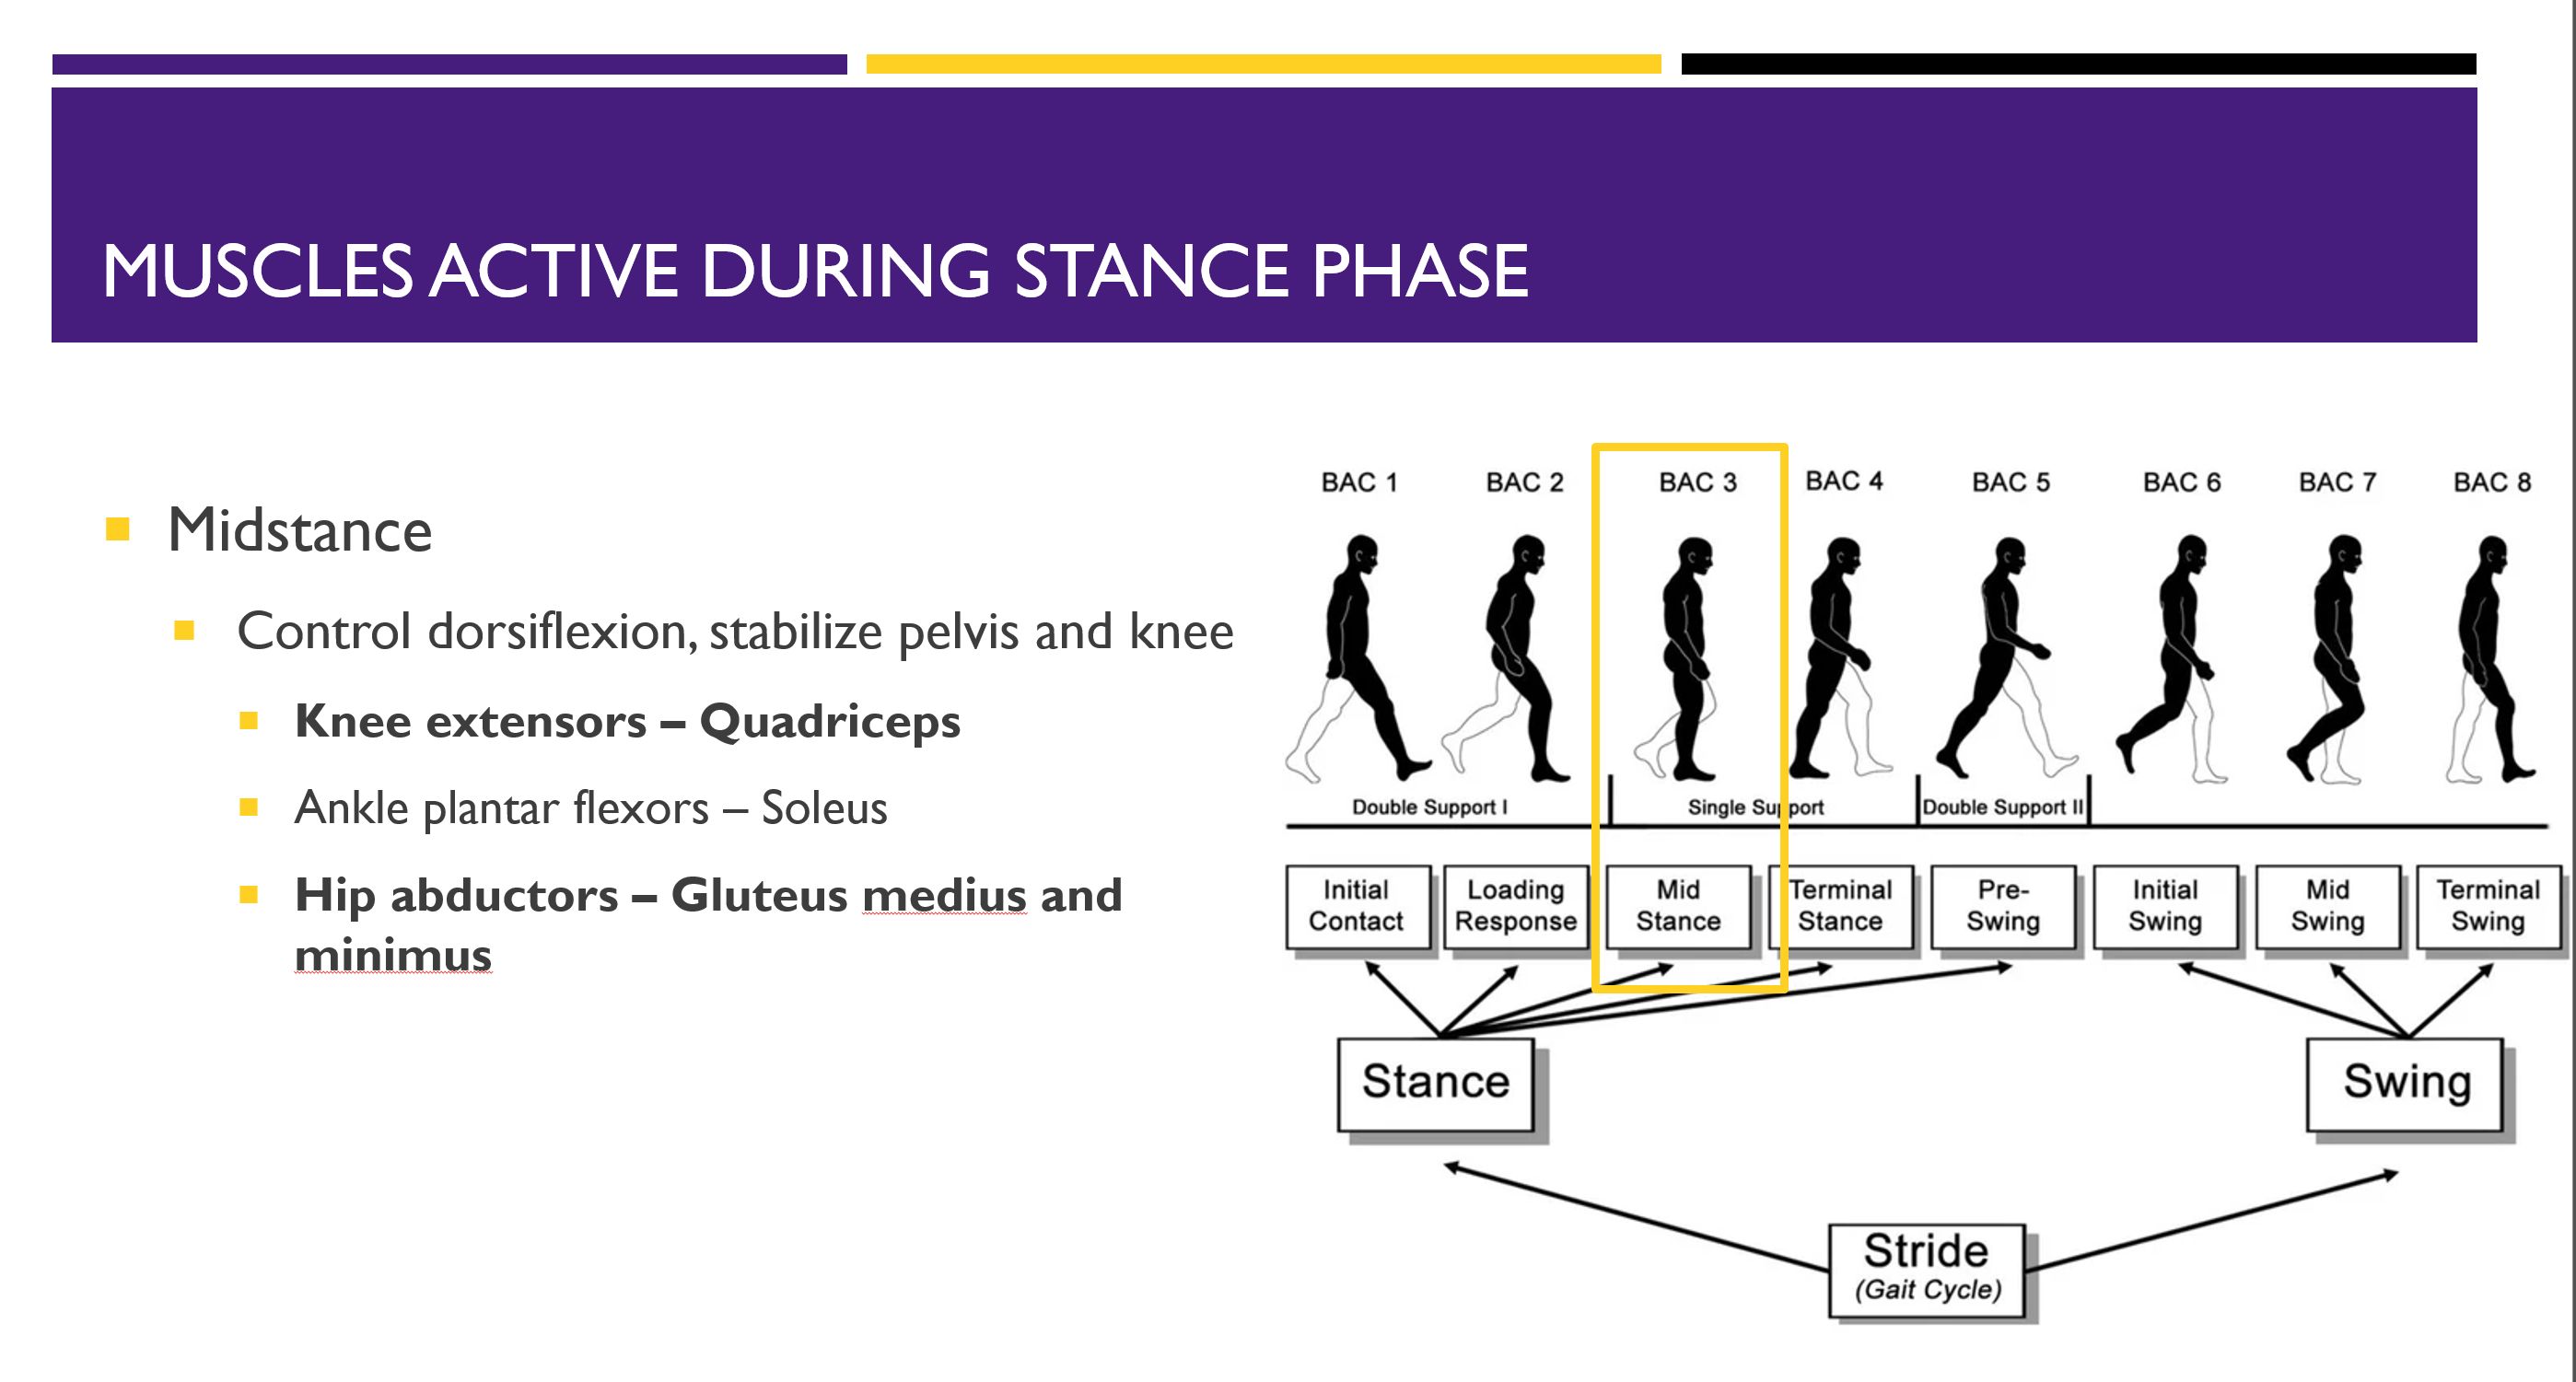 MUSCLES ACTIVE DURING STANCE PHASE
Midstance
Control dorsiflexion, stabilize pelvis and knee
Knee extensors – Quadriceps
Ankle plantar flexors – Soleus
Hip abductors – Gluteus medius and
minimus
BAC 1 BAC 2 BAC 3 BAC 4 BAC 5 BAC 6 BAC 7 BAC 8
Double Support I Single Support Double Support II
Initial Loading Mid Terminal Pre- Initial Mid Terminal
Contact Response Stance Stance Swing Swing Swing Swing
Stance Swing
Stride
(Gait Cycle)